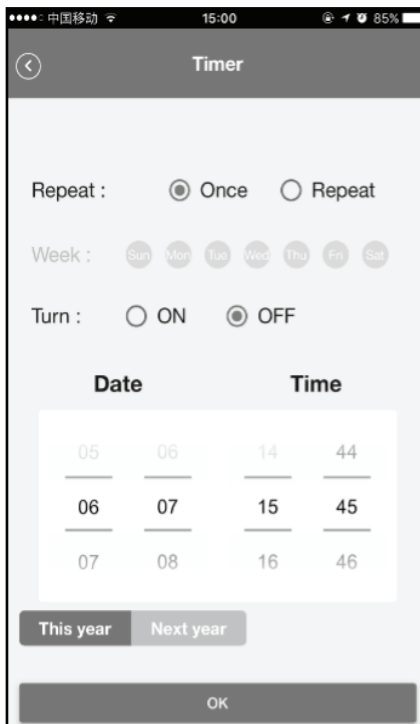 中国移动 15:00 85%
Timer
Repeat : Once Repeat
Week : Sun Mon Tue Wed Thu Fri Sat
Turn : ON OFF
Date Time
05 06 14 44
06 07 15 45
07 08 16 46
This year Next year
OK